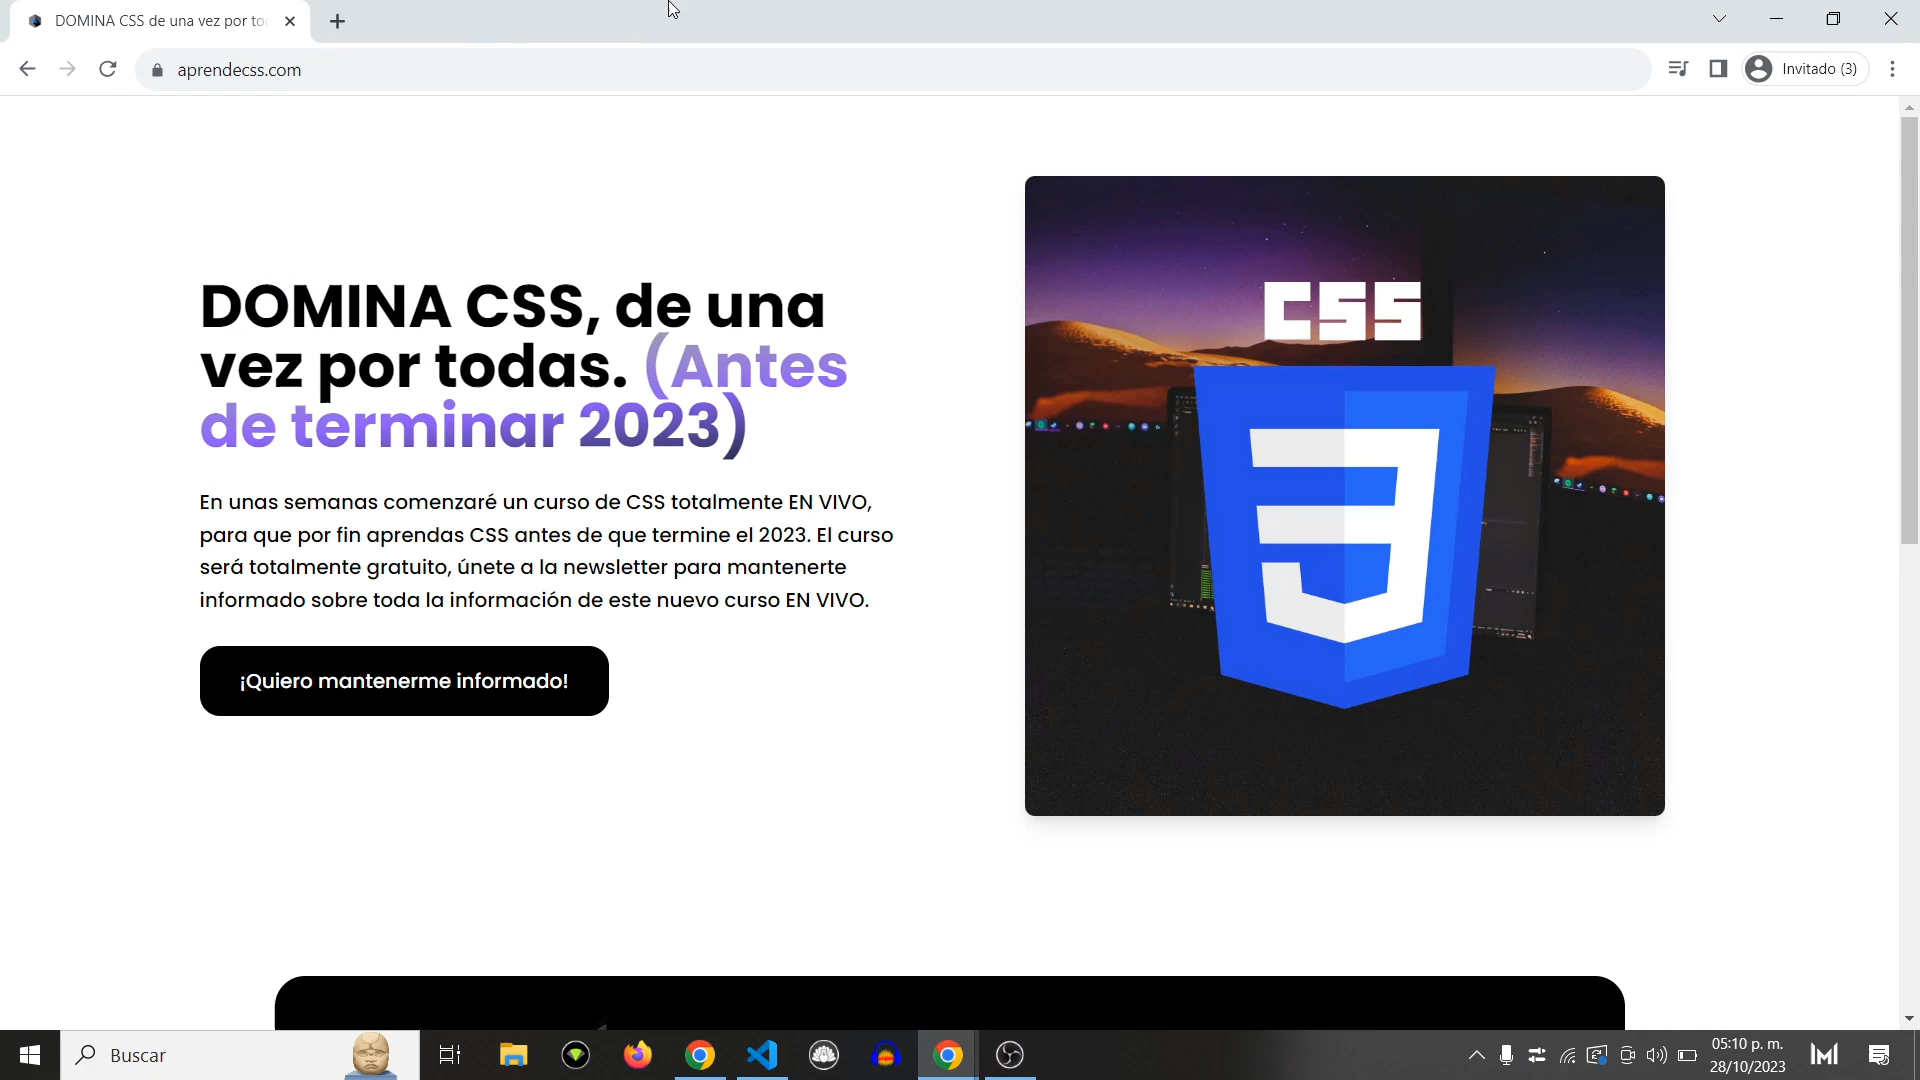 DOMINA CSS de una vez por to
aprendecss.com
Invitado (3)
DOMINA CSS, de una
vez por todas. (Antes
de terminar 2023)
En unas semanas comenzaré un curso de CSS totalmente EN VIVO,
para que por fin aprendas CSS antes de que termine el 2023. El curso
será totalmente gratuito, únete a la newsletter para mantenerte
informado sobre toda la información de este nuevo curso EN VIVO.
¡Quiero mantenerme informado!
CSS
Buscar
05:10 p. m.
28/10/2023